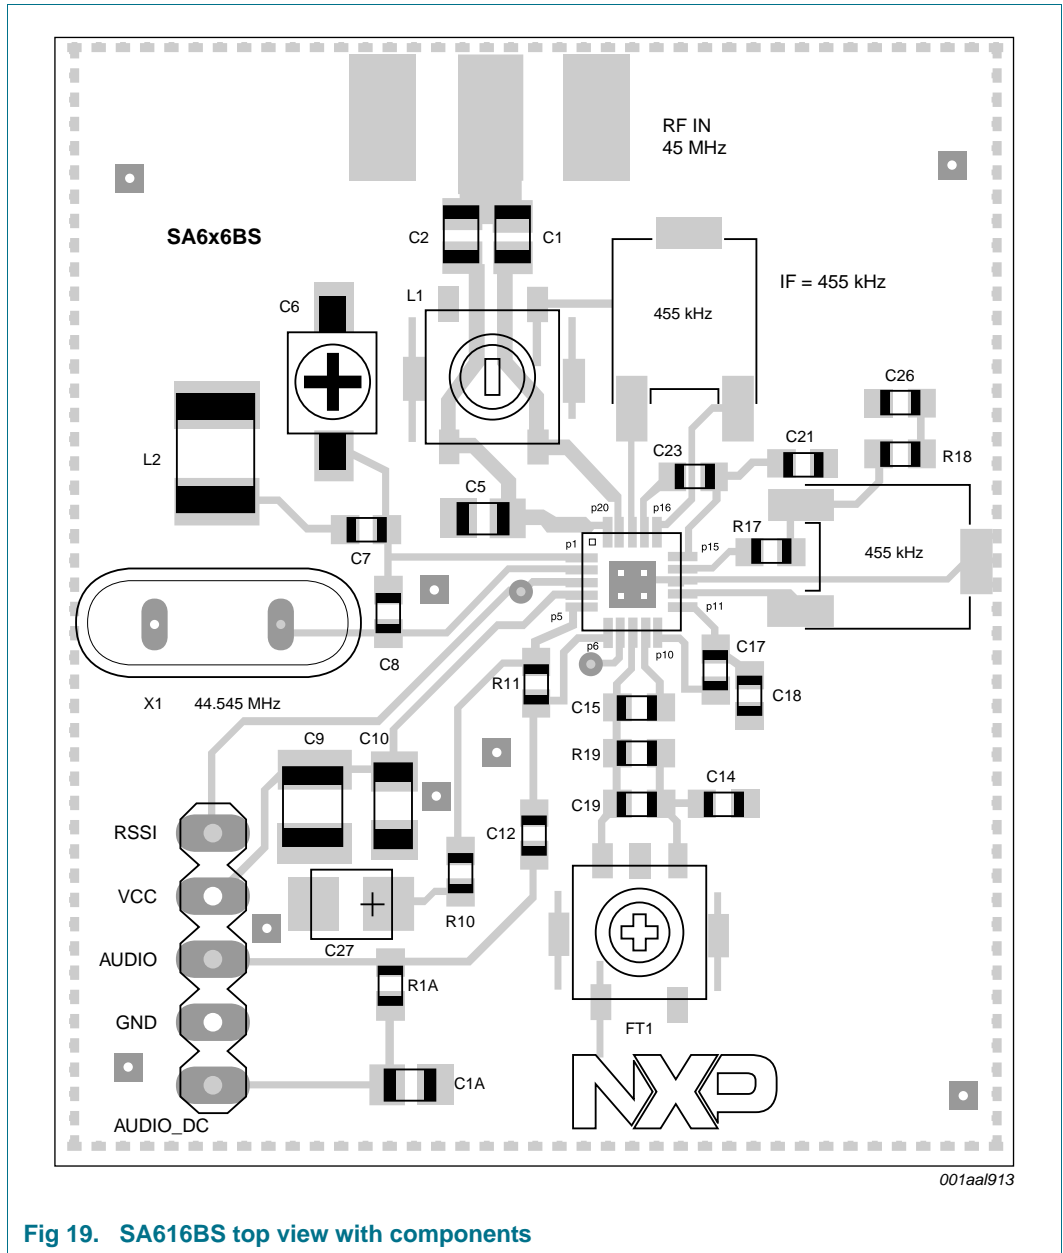 RF IN
45 MHz
SA6x6BS
C2
C1
L1
C6
IF = 455 kHz
455 kHz
C26
C21
R18
C23
L2
C5
p20
p16
C7
p1
p15
R17
455 kHz
p5
p11
p6
p10
C17
C8
R11
C18
X1
44.545 MHz
C15
C9
C10
R19
C14
C19
RSSI
C12
VCC
R10
C27
AUDIO
R1A
GND
FT1
C1A
NXP
AUDIO_DC
001aal913
Fig 19. SA616BS top view with components